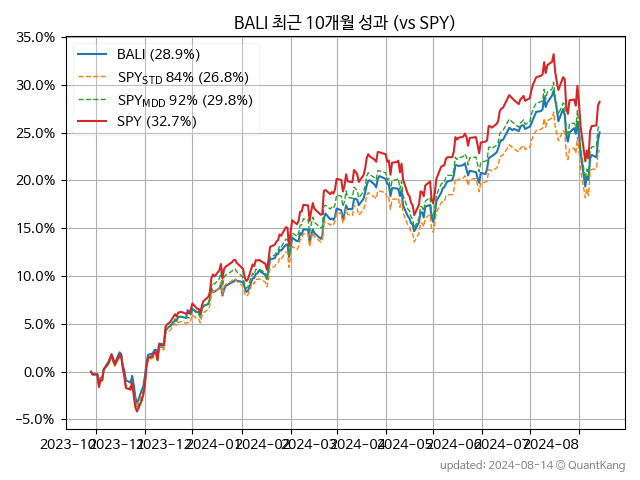 BALI 최근 10개월 성과 (vs SPY)
35.0%
30.0%
25.0%
20.0%
15.0%
10.0%
5.0%
0.0%
−5.0%
BALI (28.9%)
SPYSTD 84% (26.8%)
SPYMDD 92% (29.8%)
SPY (32.7%)
2023-10 2023-11 2023-12 2024-01 2024-02 2024-03 2024-04 2024-05 2024-06 2024-07 2024-08
updated: 2024-08-14 © QuantKang